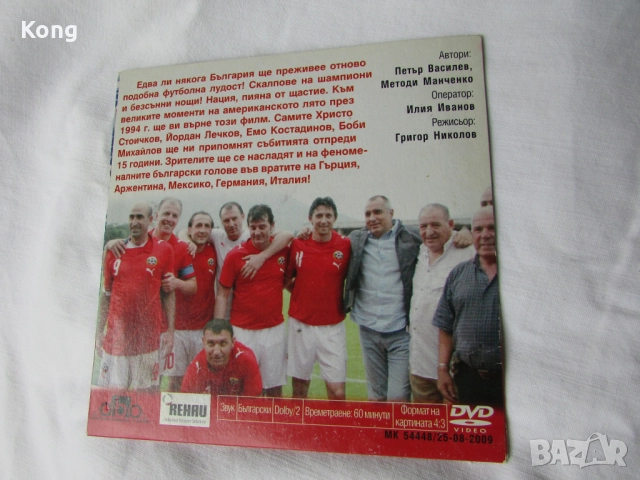 Kong
Едва ли някога България ще преживее отново
подобна футболна лудост! Скалпове на шампиони
и безсънни нощи! Нация, пияна от щастие. Към
великите моменти на американското лято през
1994 г. ще ви върне този филм. Самите Христо
Стоичков, Йордан Лечков, Емо Костадинов, Боби
Михайлов ще ни припомнят събитията отпреди
15 години. Зрителите ще се насладят и на феноме-
налните български голове във вратите на Гърция,
Аржентина, Мексико, Германия, Италия!
Автори:
Петър Василев,
Методи Манченко
Оператор:
Илия Иванов
Режисьор:
Григор Николов
9
11
10
REHAU
Звук
Български
Dolby/2
Времетраене: 60 минути
Формат на
картината 4:3
DVD
VIDEO
МК 54448/25-08-2009
BAZAR.bg